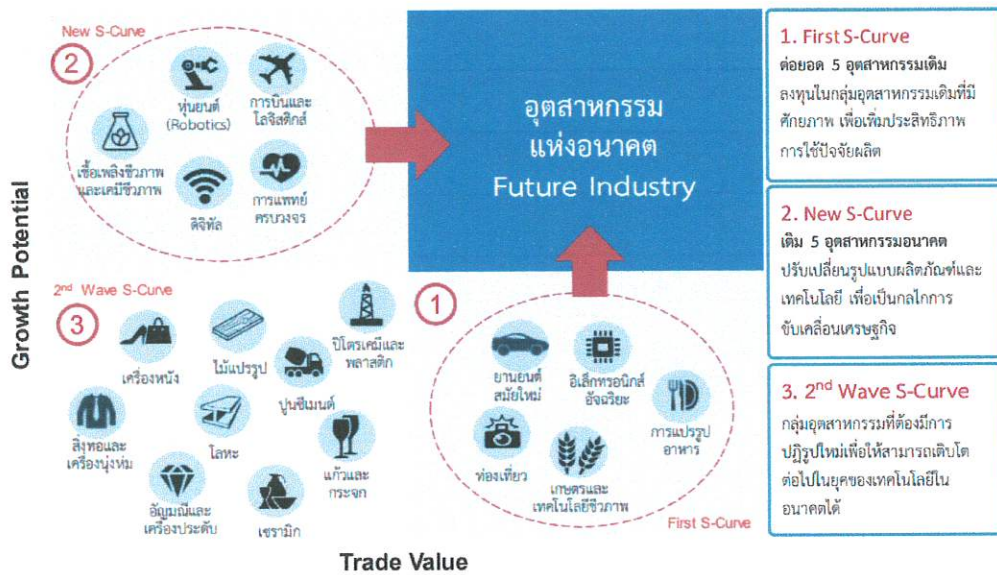 New S-Curve
2
หุ่นยนต์
(Robotics)
การบินและ
โลจิสติกส์
เชื้อเพลิงชีวภาพ
และเคมีชีวภาพ
ดิจิทัล
การแพทย์
ครบวงจร
อุตสาหกรรม
แห่งอนาคต
Future Industry
Growth Potential
2nd Wave S-Curve
3
เครื่องหนัง
ไม้แปรรูป
ปิโตรเคมีและ
พลาสติก
ปูนซีเมนต์
สิ่งทอและ
เครื่องนุ่งห่ม
โลหะ
แก้วและ
กระจก
อัญมณีและ
เครื่องประดับ
เซรามิก
1
ยานยนต์
สมัยใหม่
อิเล็กทรอนิกส์
อัจฉริยะ
การแปรรูป
อาหาร
ท่องเที่ยว
เกษตรและ
เทคโนโลยีชีวภาพ
First S-Curve
Trade Value
1. First S-Curve
ต่อยอด 5 อุตสาหกรรมเดิม
ลงทุนในกลุ่มอุตสาหกรรมเดิมที่มี
ศักยภาพ เพื่อเพิ่มประสิทธิภาพ
การใช้ปัจจัยผลิต
2. New S-Curve
เติม 5 อุตสาหกรรมอนาคต
ปรับเปลี่ยนรูปแบบผลิตภัณฑ์และ
เทคโนโลยี เพื่อเป็นกลไกการ
ขับเคลื่อนเศรษฐกิจ
3. 2nd Wave S-Curve
กลุ่มอุตสาหกรรมที่ต้องมีการ
ปฏิรูปใหม่เพื่อให้สามารถเติบโต
ต่อไปในยุคของเทคโนโลยีใน
อนาคตได้